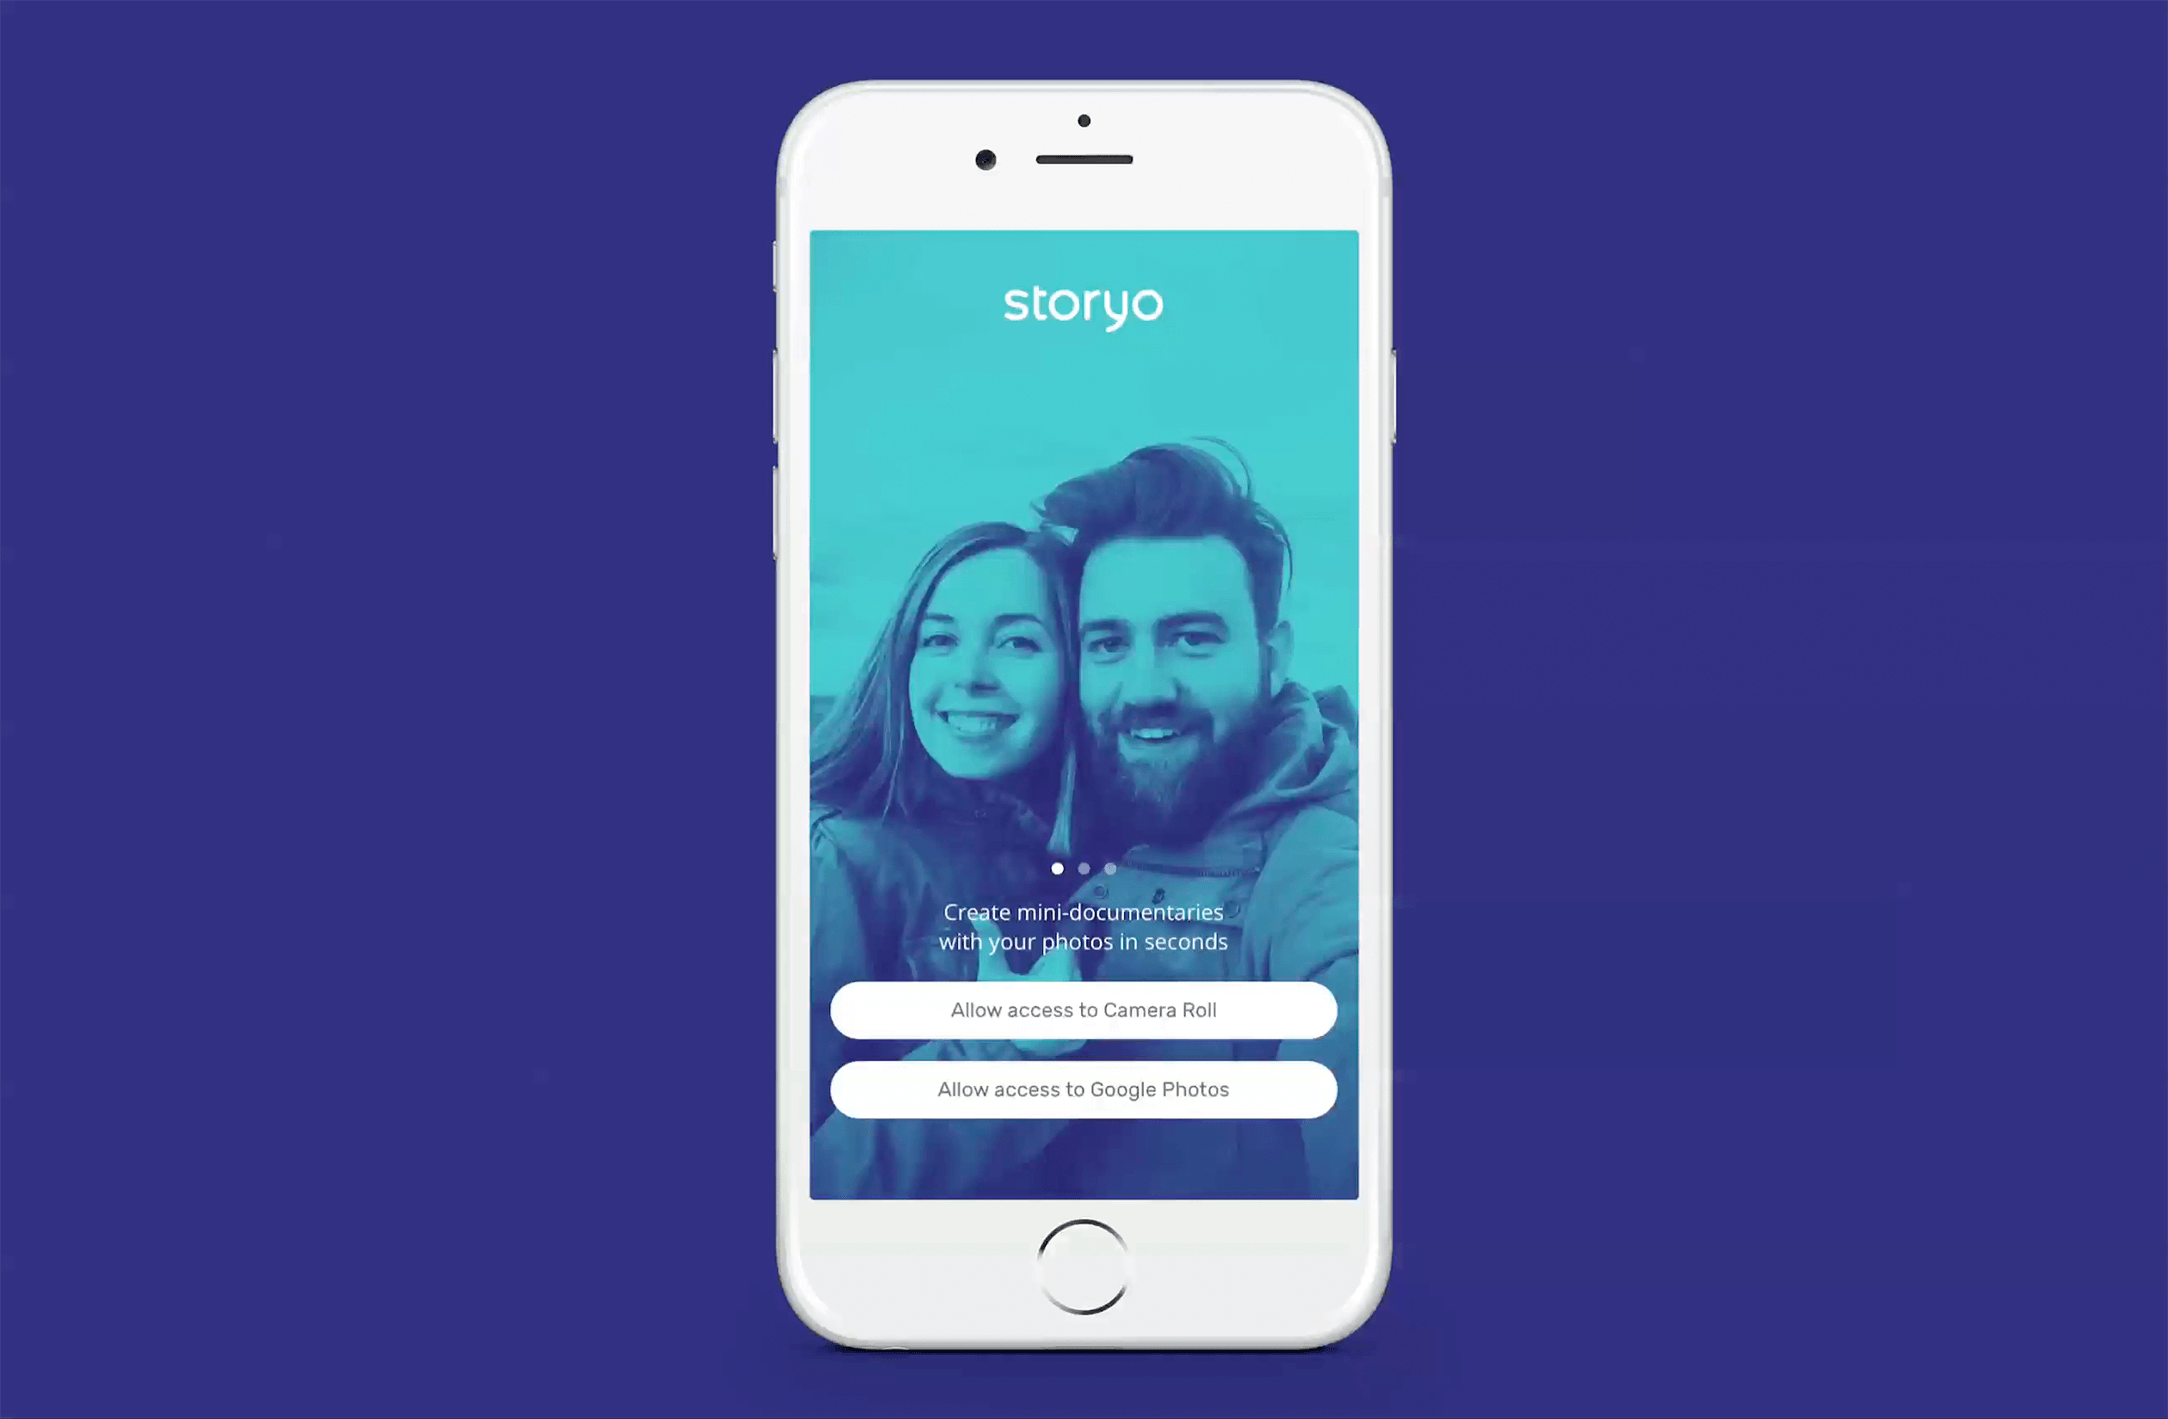 storyo
Create mini-documentaries
with your photos in seconds
Allow access to Camera Roll
Allow access to Google Photos